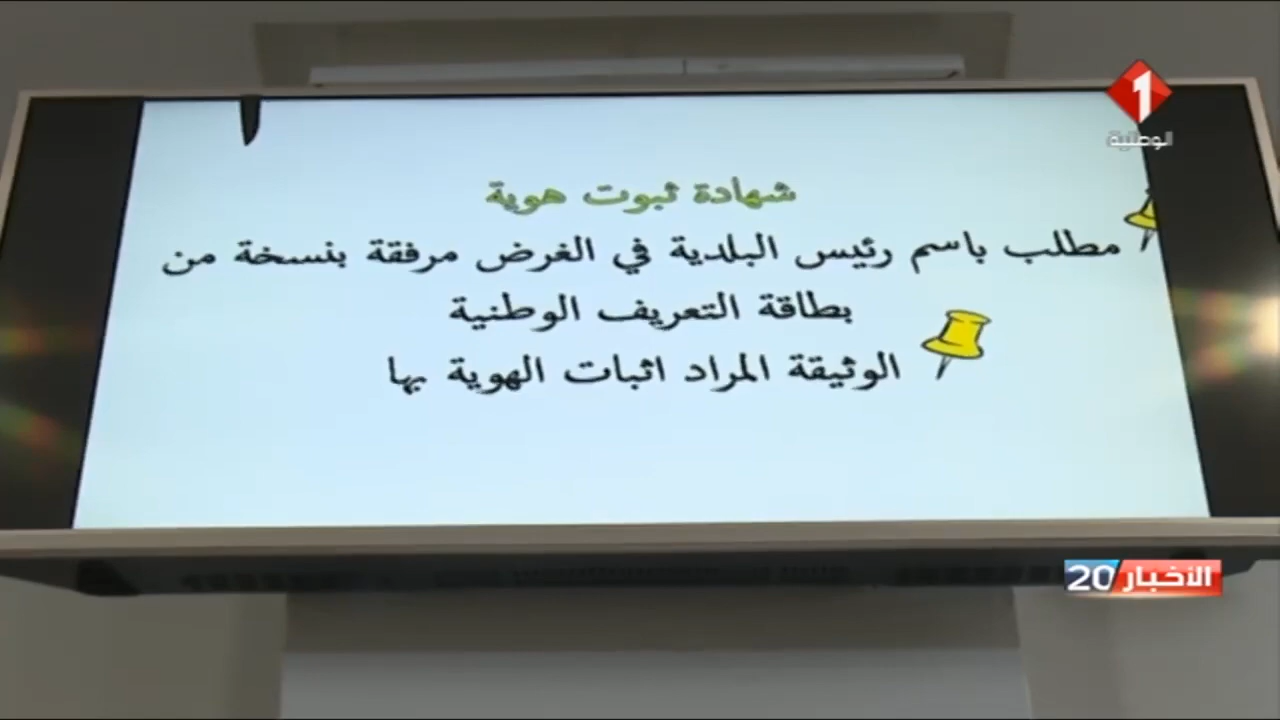 1
الوطنية
شهادة ثبوت هوية
مطلب باسم رئيس البلدية في الغرض مرفقة بنسخة من
بطاقة التعريف الوطنية
الوثيقة المراد اثبات الهوية بها
الأخبار 20